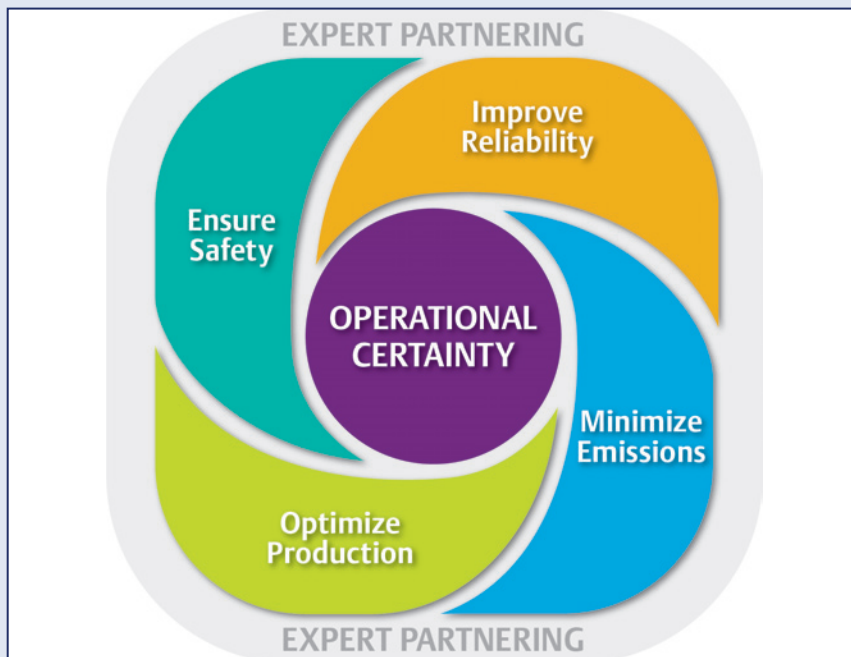 EXPERT PARTNERING
Improve
Reliability
Ensure
Safety
OPERATIONAL
CERTAINTY
Minimize
Emissions
Optimize
Production
EXPERT PARTNERING